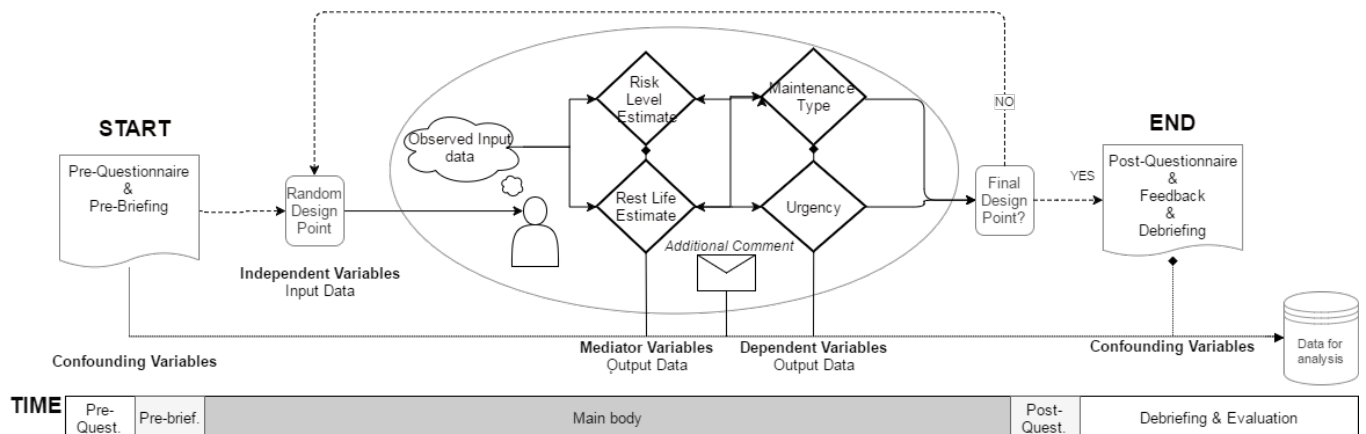 START
Pre-Questionnaire
&
Pre-Briefing
Random
Design
Point
Independent Variables
Input Data
Observed Input
data
Risk
Level
Estimate
Rest Life
Estimate
Maintenance
Type
Urgency
Additional Comment
NO
Final
Design
Point?
YES
END
Post-Questionnaire
&
Feedback
&
Debriefing
Confounding Variables
Mediator Variables
Output Data
Dependent Variables
Output Data
Confounding Variables
Data for
analysis
TIME
Pre-
Quest.
Pre-brief.
Main body
Post-
Quest.
Debriefing & Evaluation